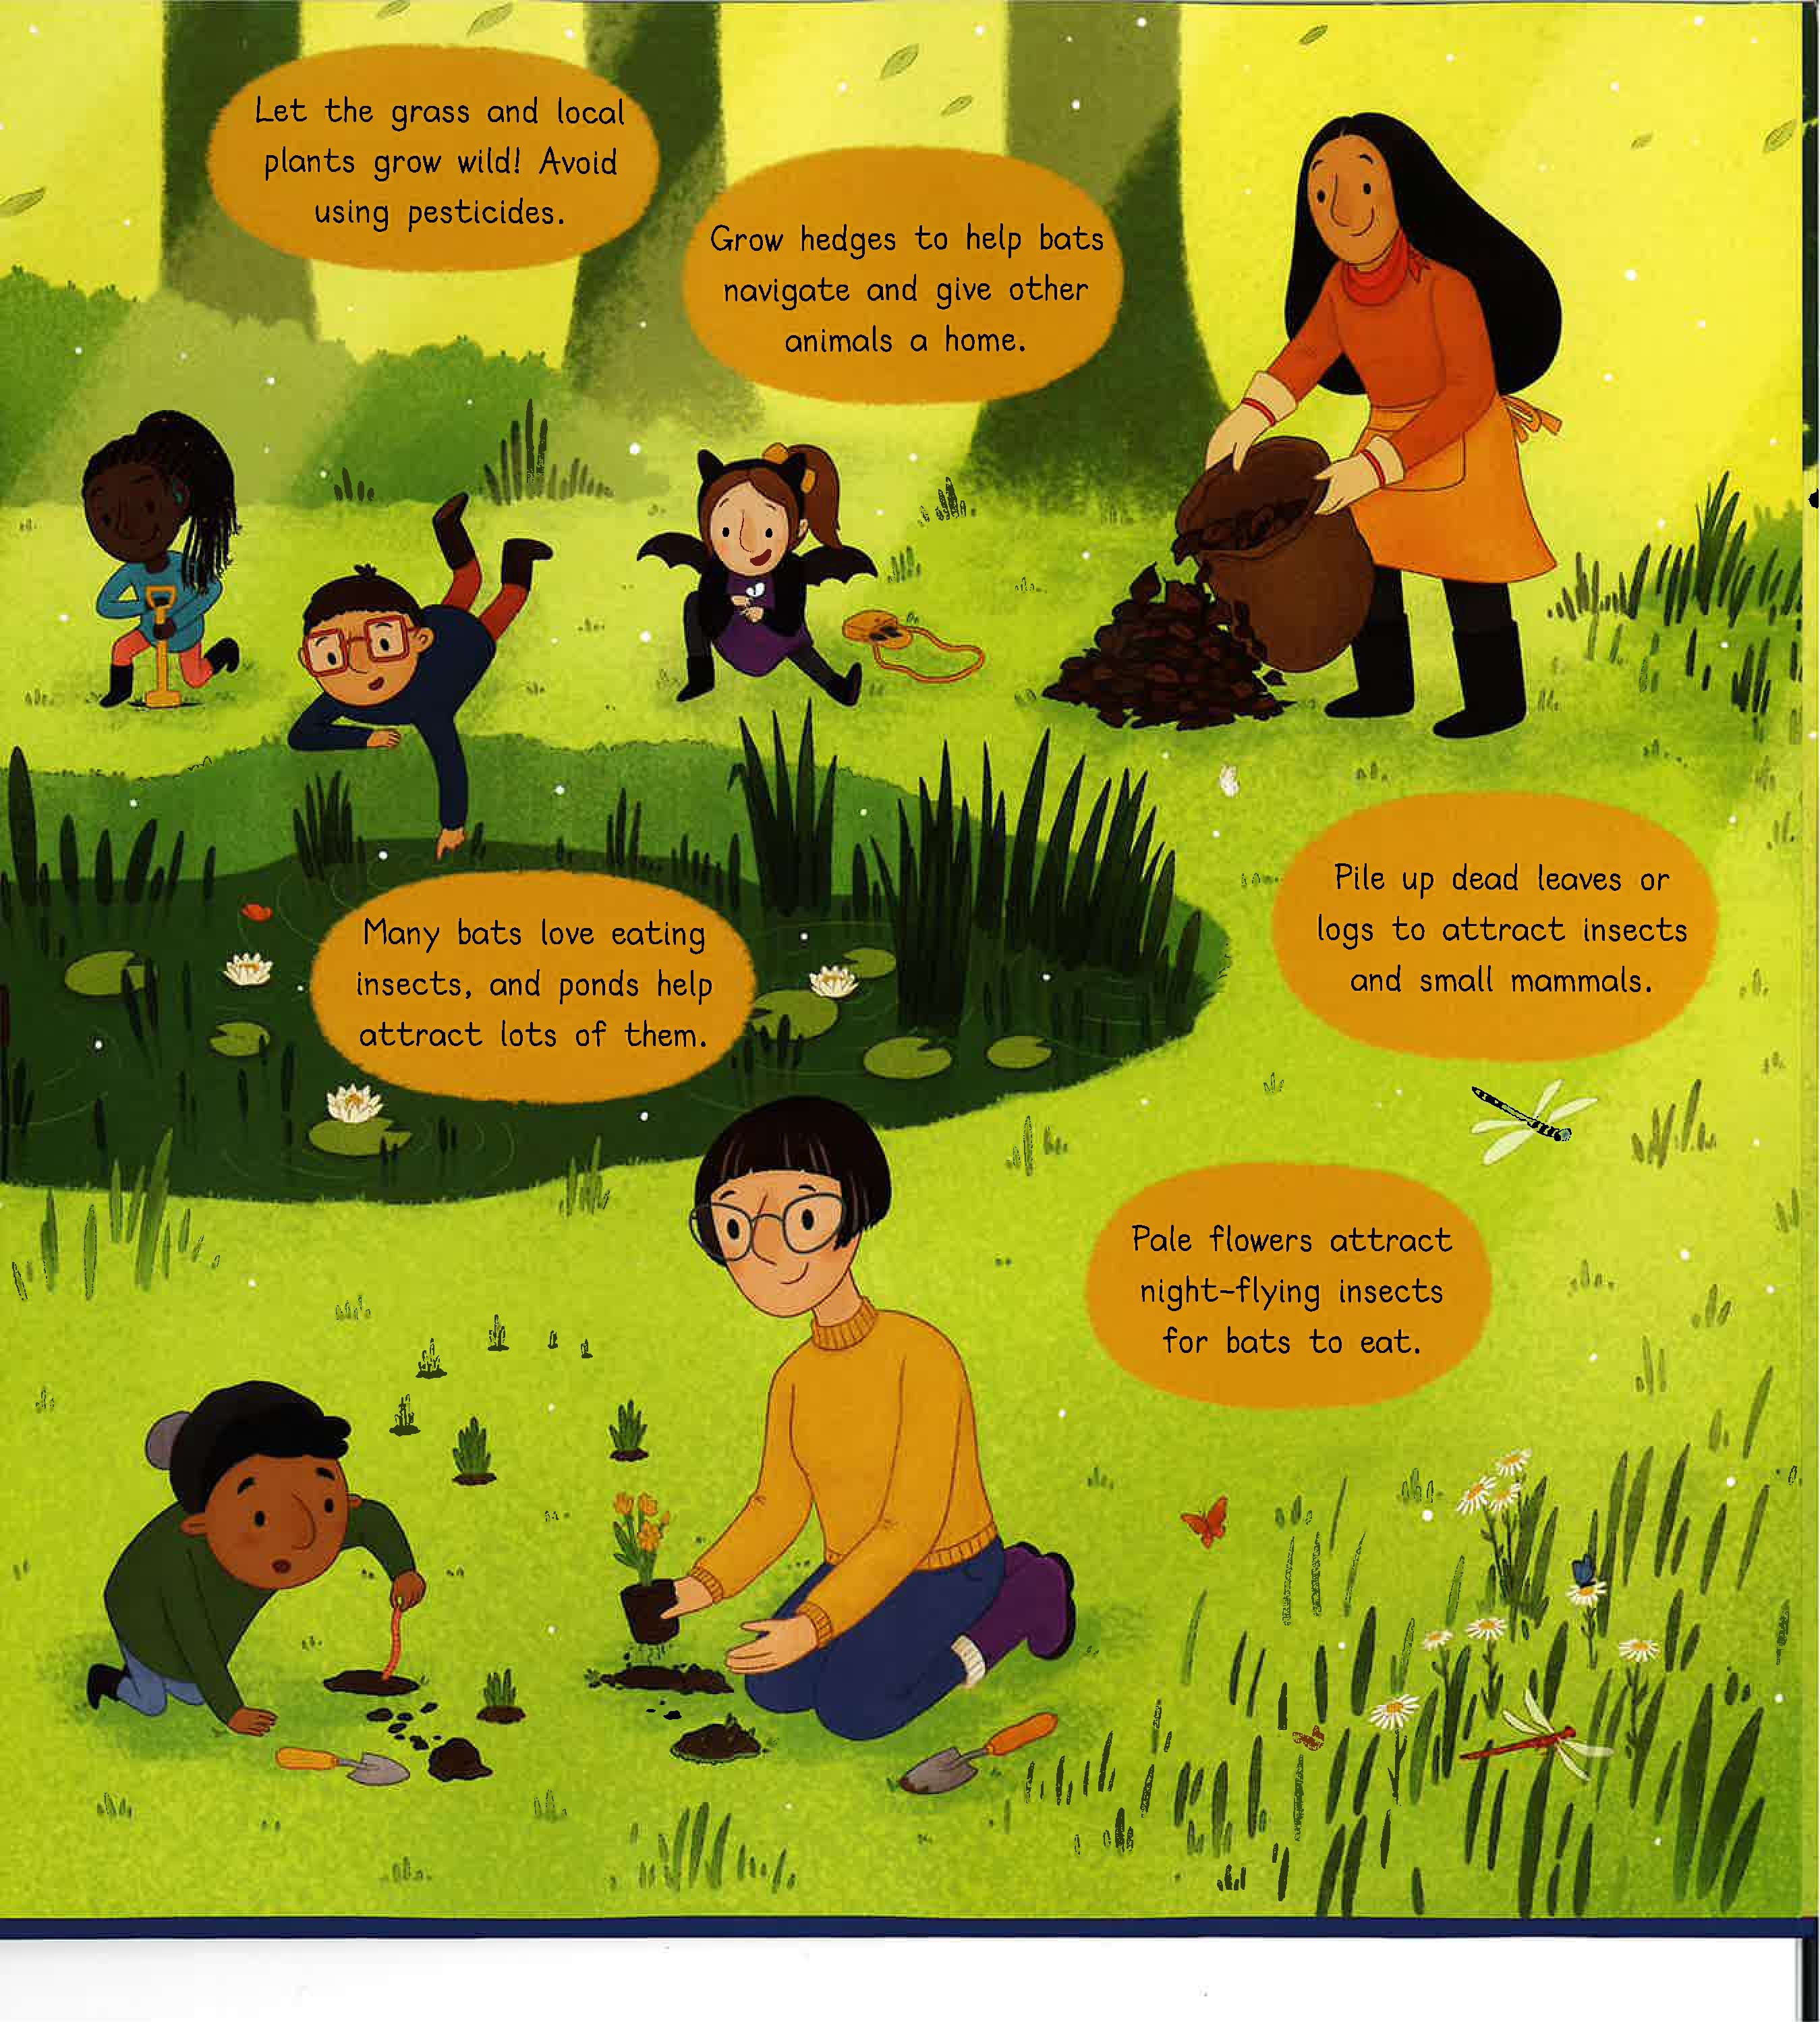 Let the grass and local
plants grow wild! Avoid
using pesticides.
Grow hedges to help bats
navigate and give other
animals a home.
Many bats love eating
insects, and ponds help
attract lots of them.
Pile up dead leaves or
logs to attract insects
and small mammals.
Pale flowers attract
night-flying insects
for bats to eat.